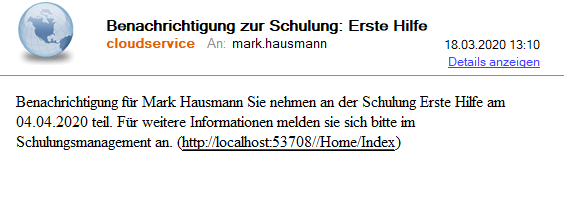 Benachrichtigung zur Schulung: Erste Hilfe
cloudservice An: mark.hausmann 18.03.2020 13:10
Details anzeigen
Benachrichtigung für Mark Hausmann Sie nehmen an der Schulung Erste Hilfe am
04.04.2020 teil. Für weitere Informationen melden sie sich bitte im
Schulungsmanagement an. (http://localhost:53708//Home/Index)